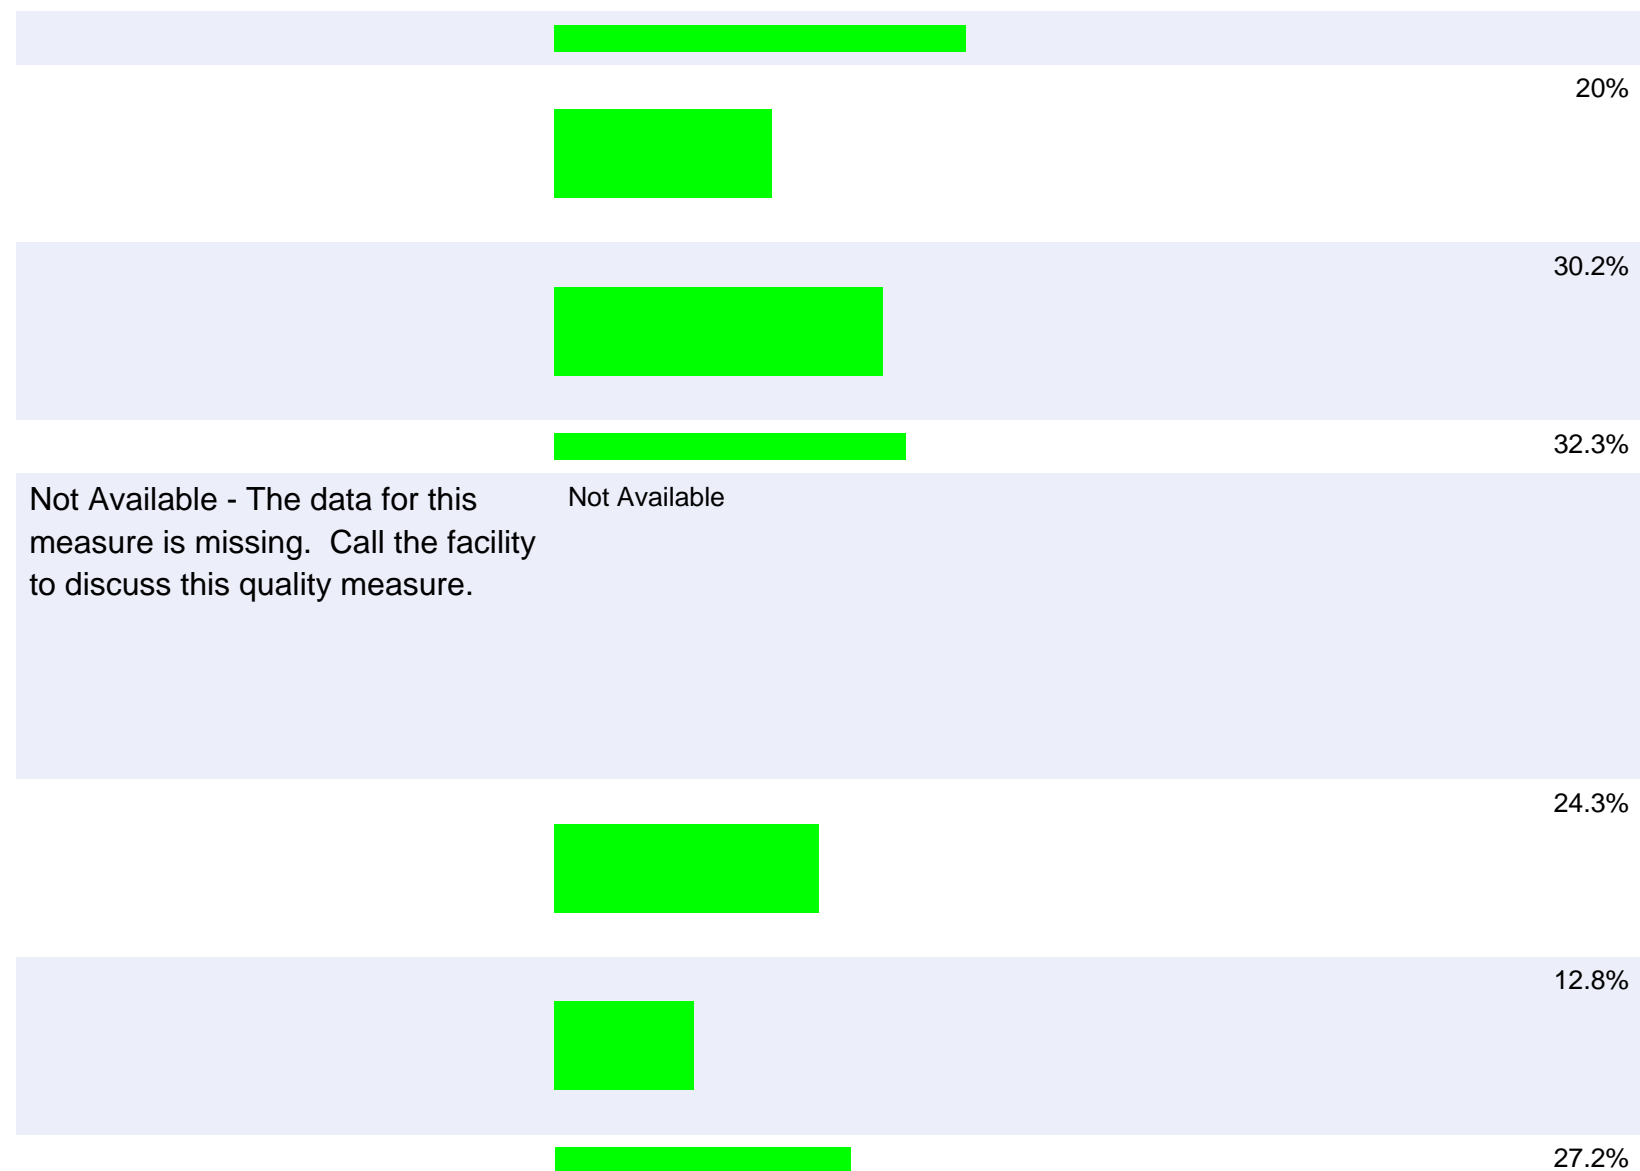 20%
30.2%
32.3%
Not Available - The data for this
measure is missing.  Call the facility
to discuss this quality measure.
Not Available
24.3%
12.8%
27.2%